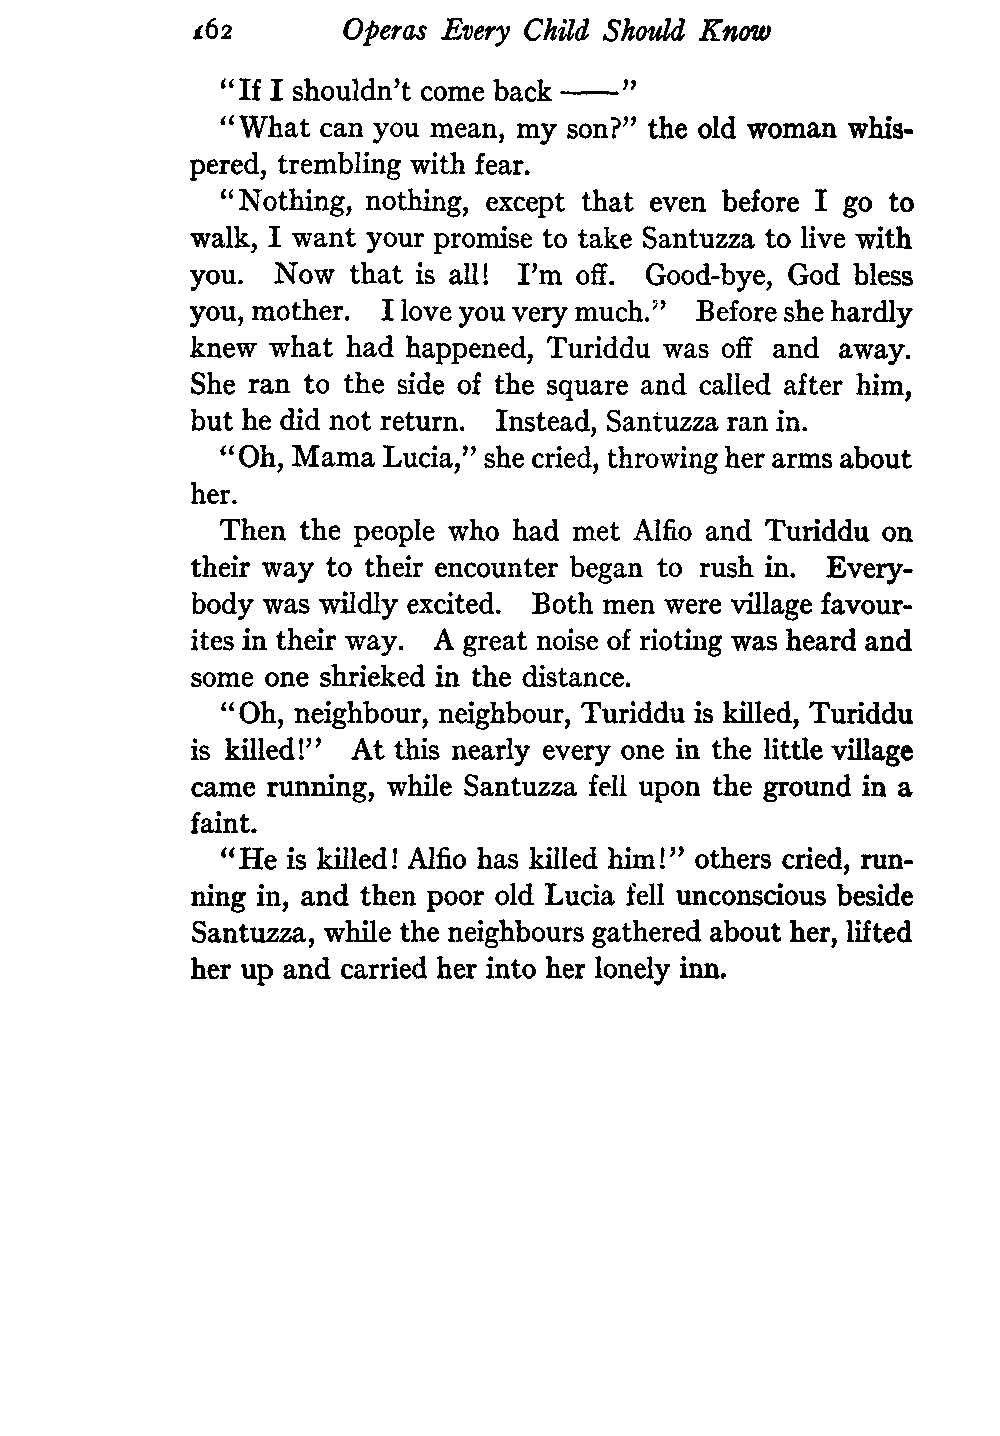 162 Operas Every Child Should Know
"If I shouldn't come back ——"
"What can you mean, my son?" the old woman whis-
pered, trembling with fear.
"Nothing, nothing, except that even before I go to
walk, I want your promise to take Santuzza to live with
you. Now that is all! I'm off. Good-bye, God bless
you, mother. I love you very much." Before she hardly
knew what had happened, Turiddu was off and away.
She ran to the side of the square and called after him,
but he did not return. Instead, Santuzza ran in.
"Oh, Mama Lucia," she cried, throwing her arms about
her.
Then the people who had met Alfio and Turiddu on
their way to their encounter began to rush in. Every-
body was wildly excited. Both men were village favour-
ites in their way. A great noise of rioting was heard and
some one shrieked in the distance.
"Oh, neighbour, neighbour, Turiddu is killed, Turiddu
is killed!" At this nearly every one in the little village
came running, while Santuzza fell upon the ground in a
faint.
"He is killed! Alfio has killed him!" others cried, run-
ning in, and then poor old Lucia fell unconscious beside
Santuzza, while the neighbours gathered about her, lifted
her up and carried her into her lonely inn.